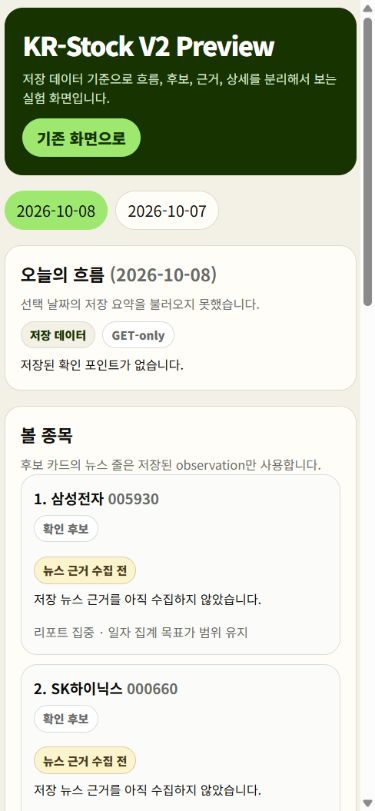 KR-Stock V2 Preview
저장 데이터 기준으로 흐름, 후보, 근거, 상세를 분리해서 보는
실험 화면입니다.
기존 화면으로
2026-10-08 2026-10-07
오늘의 흐름 (2026-10-08)
선택 날짜의 저장 요약을 불러오지 못했습니다.
저장 데이터 GET-only
저장된 확인 포인트가 없습니다.
볼 종목
후보 카드의 뉴스 줄은 저장된 observation만 사용합니다.
1. 삼성전자 005930
확인 후보
뉴스 근거 수집 전
저장 뉴스 근거를 아직 수집하지 않았습니다.
리포트 집중 · 일자 집계 목표가 범위 유지
2. SK하이닉스 000660
확인 후보
뉴스 근거 수집 전
저장 뉴스 근거를 아직 수집하지 않았습니다.